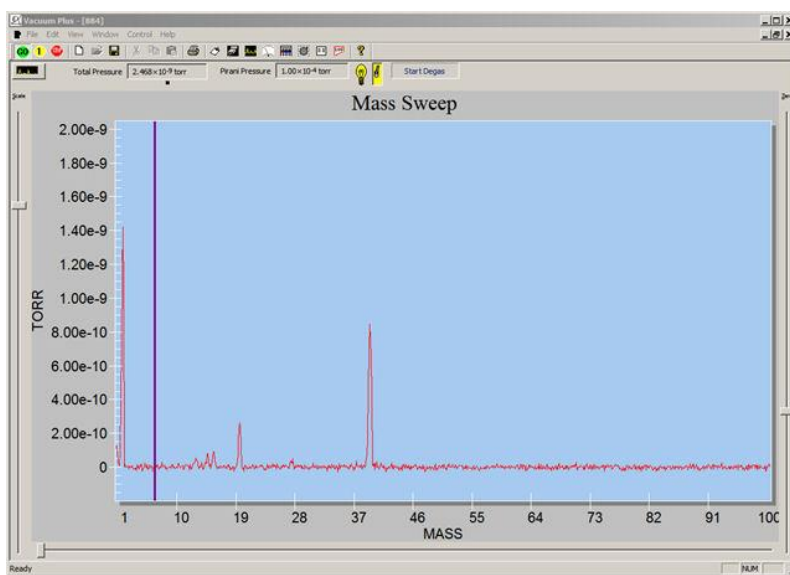 Vacuum Plus - [884]
File Edit View Window Control Help
Total Pressure 2.468×10-9 torr Pirani Pressure 1.00×10-4 torr Start Degas
Scale
Mass Sweep
2.00e-9
1.80e-9
1.60e-9
1.40e-9
1.20e-9
1.00e-9
8.00e-10
6.00e-10
4.00e-10
2.00e-10
0
TORR
1 10 19 28 37 46 55 64 73 82 91 100
MASS
Ready NUM